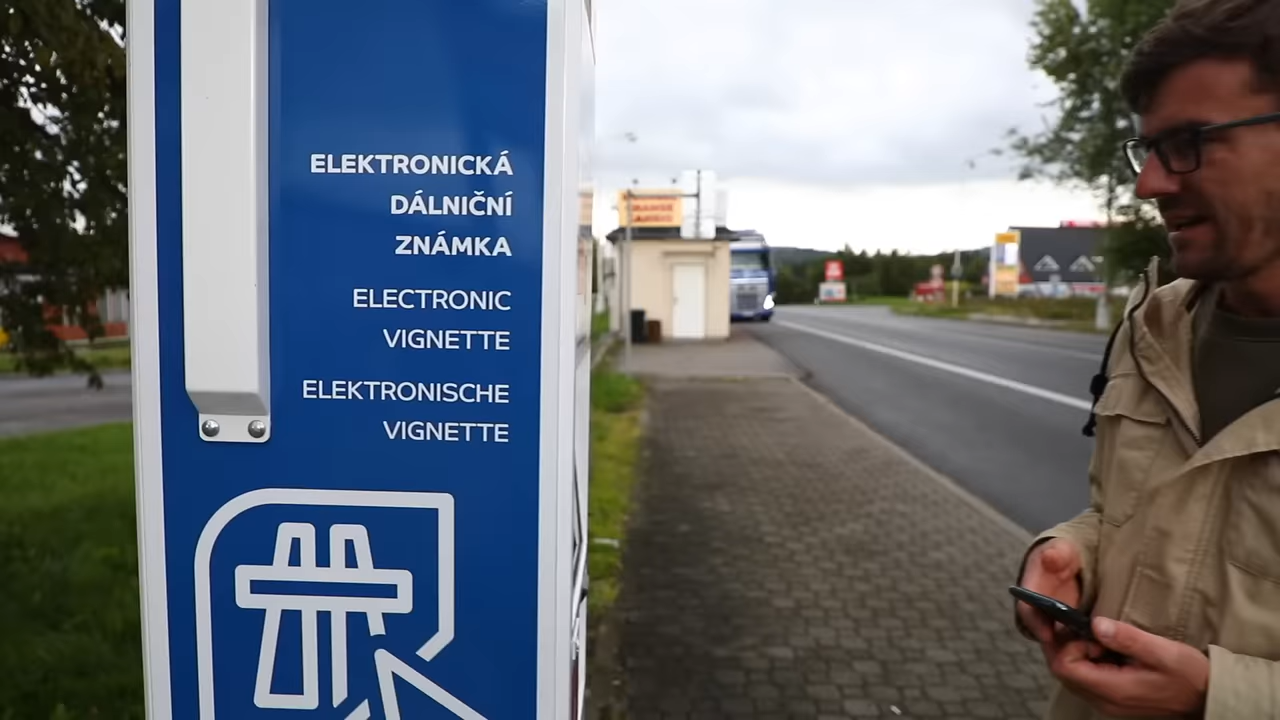 ELEKTRONICKÁ
DÁLNIČNÍ
ZNÁMKA
ELECTRONIC
VIGNETTE
ELEKTRONISCHE
VIGNETTE